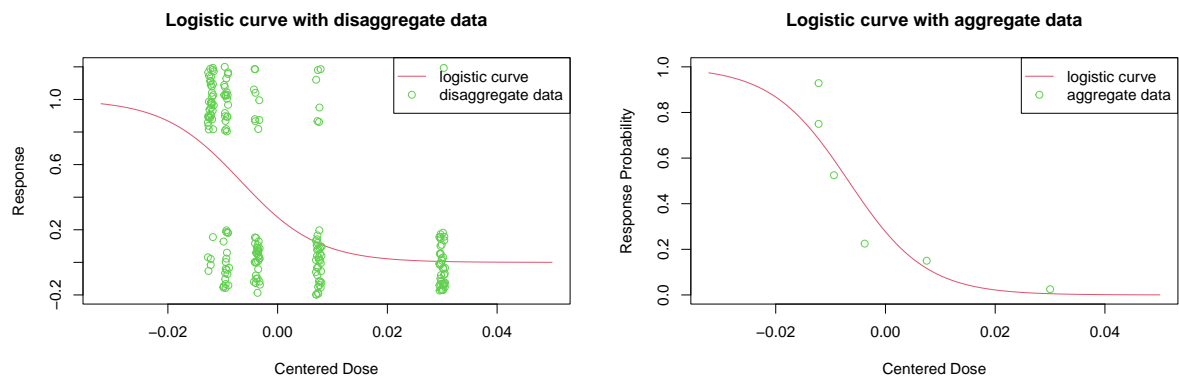 Logistic curve with disaggregate data
logistic curve
disaggregate data
Response
−0.2
0.2
0.6
1.0
−0.02
0.00
0.02
0.04
Centered Dose
Logistic curve with aggregate data
logistic curve
aggregate data
Response Probability
0.0
0.2
0.4
0.6
0.8
1.0
−0.02
0.00
0.02
0.04
Centered Dose